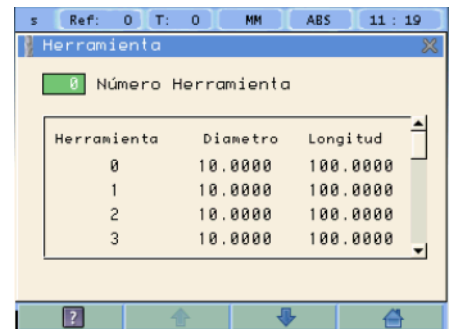 s Ref: 0 T: 0 MM ABS 11 : 19
Herramienta
0 Número Herramienta
Herramienta Diametro Longitud
0 10.0000 100.0000
1 10.0000 100.0000
2 10.0000 100.0000
3 10.0000 100.0000
?